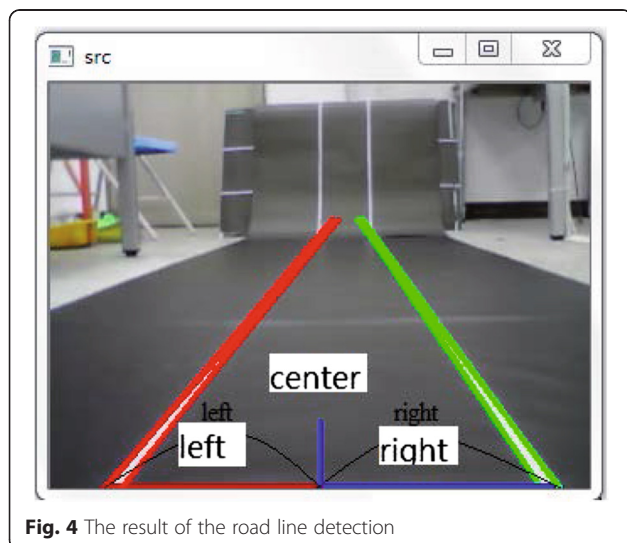 src
center
left right
left right
Fig. 4 The result of the road line detection